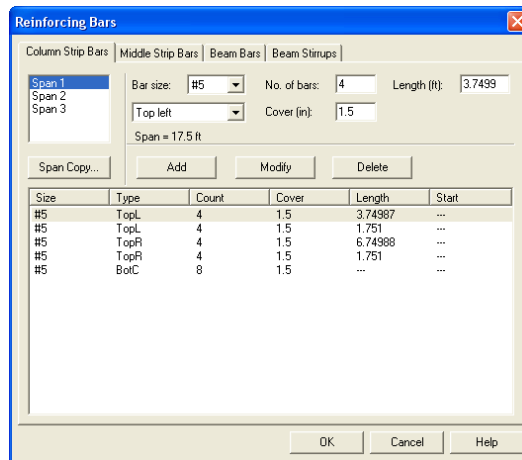 Reinforcing Bars
Column Strip Bars Middle Strip Bars Beam Bars Beam Stirrups
Span 1 Bar size: #5 No. of bars: 4 Length (ft): 3.7499
Span 2
Span 3 Top left Cover (in): 1.5
Span = 17.5 ft
Span Copy... Add Modify Delete
Size Type Count Cover Length Start
#5 TopL 4 1.5 3.74987 ---
#5 TopL 4 1.5 1.751 ---
#5 TopR 4 1.5 6.74988 ---
#5 TopR 4 1.5 1.751 ---
#5 BotC 8 1.5 --- ---
OK Cancel Help